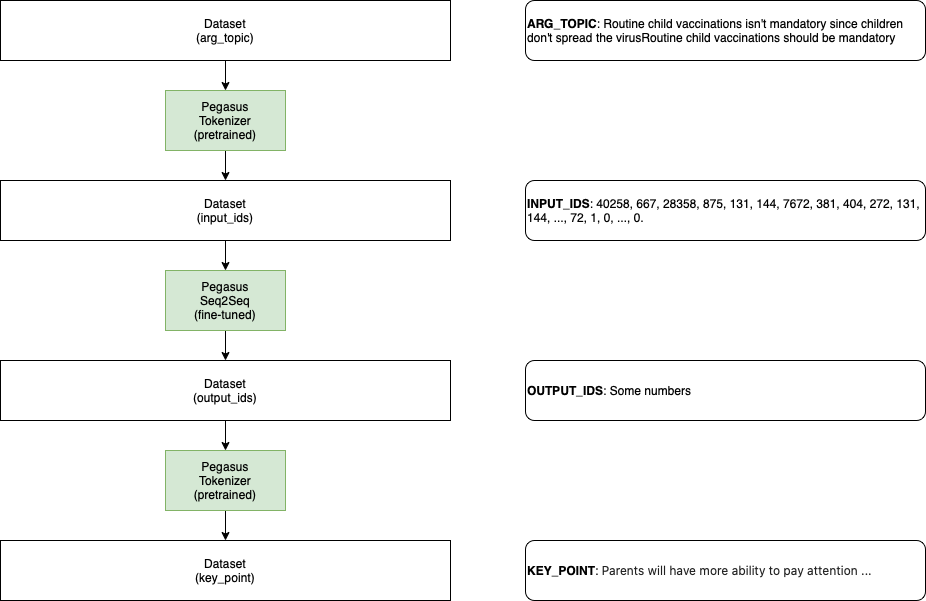 Dataset
(arg_topic)
ARG_TOPIC: Routine child vaccinations isn't mandatory since children
don't spread the virusRoutine child vaccinations should be mandatory
Pegasus
Tokenizer
(pretrained)
Dataset
(input_ids)
INPUT_IDS: 40258, 667, 28358, 875, 131, 144, 7672, 381, 404, 272, 131,
144, ..., 72, 1, 0, ..., 0.
Pegasus
Seq2Seq
(fine-tuned)
Dataset
(output_ids)
OUTPUT_IDS: Some numbers
Pegasus
Tokenizer
(pretrained)
Dataset
(key_point)
KEY_POINT: Parents will have more ability to pay attention ...